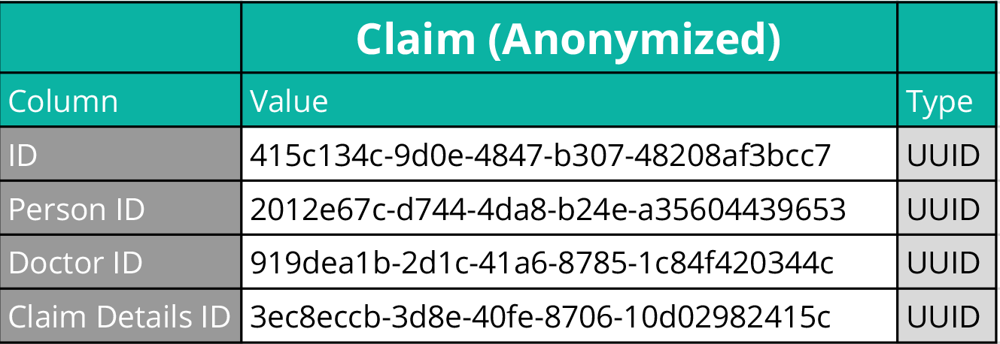 Claim (Anonymized)
Column Value Type
ID 415c134c-9d0e-4847-b307-48208af3bcc7 UUID
Person ID 2012e67c-d744-4da8-b24e-a35604439653 UUID
Doctor ID 919dea1b-2d1c-41a6-8785-1c84f420344c UUID
Claim Details ID 3ec8eccb-3d8e-40fe-8706-10d02982415c UUID